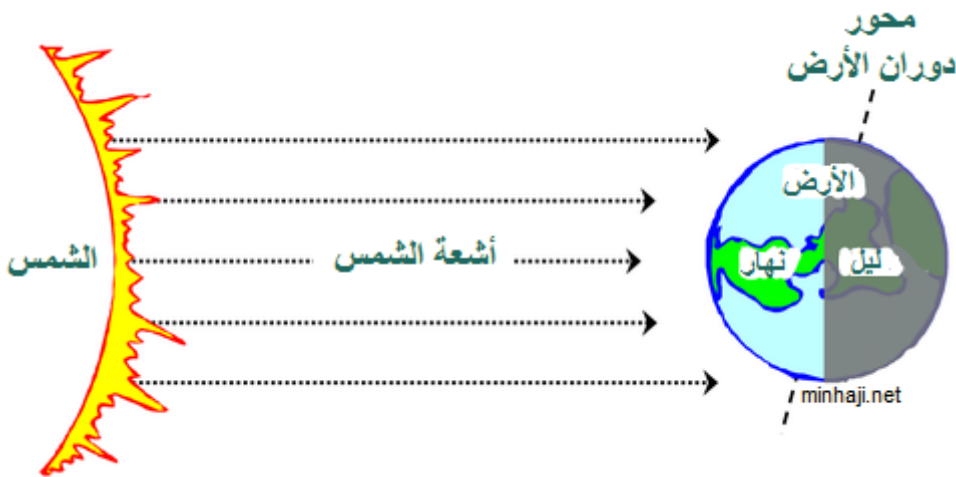 محور
دوران الأرض
الأرض
الشمس
أشعة الشمس
نهار
ليل
minhaji.net